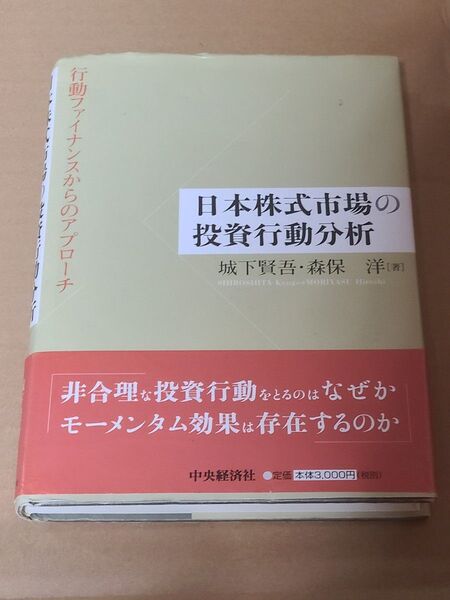 行動ファイナンスからのアプローチ
日本株式市場の
投資行動分析
城下賢吾・森保 洋[著]
SHIROSHITA Kengo・MORIYASU Hiroshi
非合理な投資行動をとるのはなぜか
モーメンタム効果は存在するのか
中央経済社 ●定価 本体3,000円(税別)